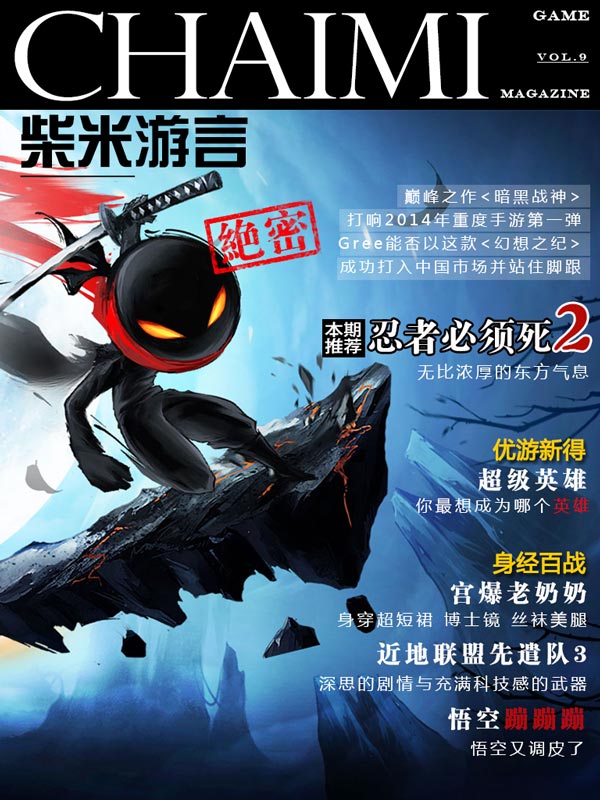 CHAIMI
GAME
VOL.9
MAGAZINE
柴米游言
絶密
巅峰之作<暗黑战神>
打响2014年重度手游第一弹
Gree能否以这款<幻想之纪>
成功打入中国市场并站住脚跟
本期
推荐
忍者必须死2
无比浓厚的东方气息
优游新得
超级英雄
你最想成为哪个英雄
身经百战
宫爆老奶奶
身穿超短裙 博士镜 丝袜美腿
近地联盟先遣队3
深思的剧情与充满科技感的武器
悟空蹦蹦蹦
悟空又调皮了